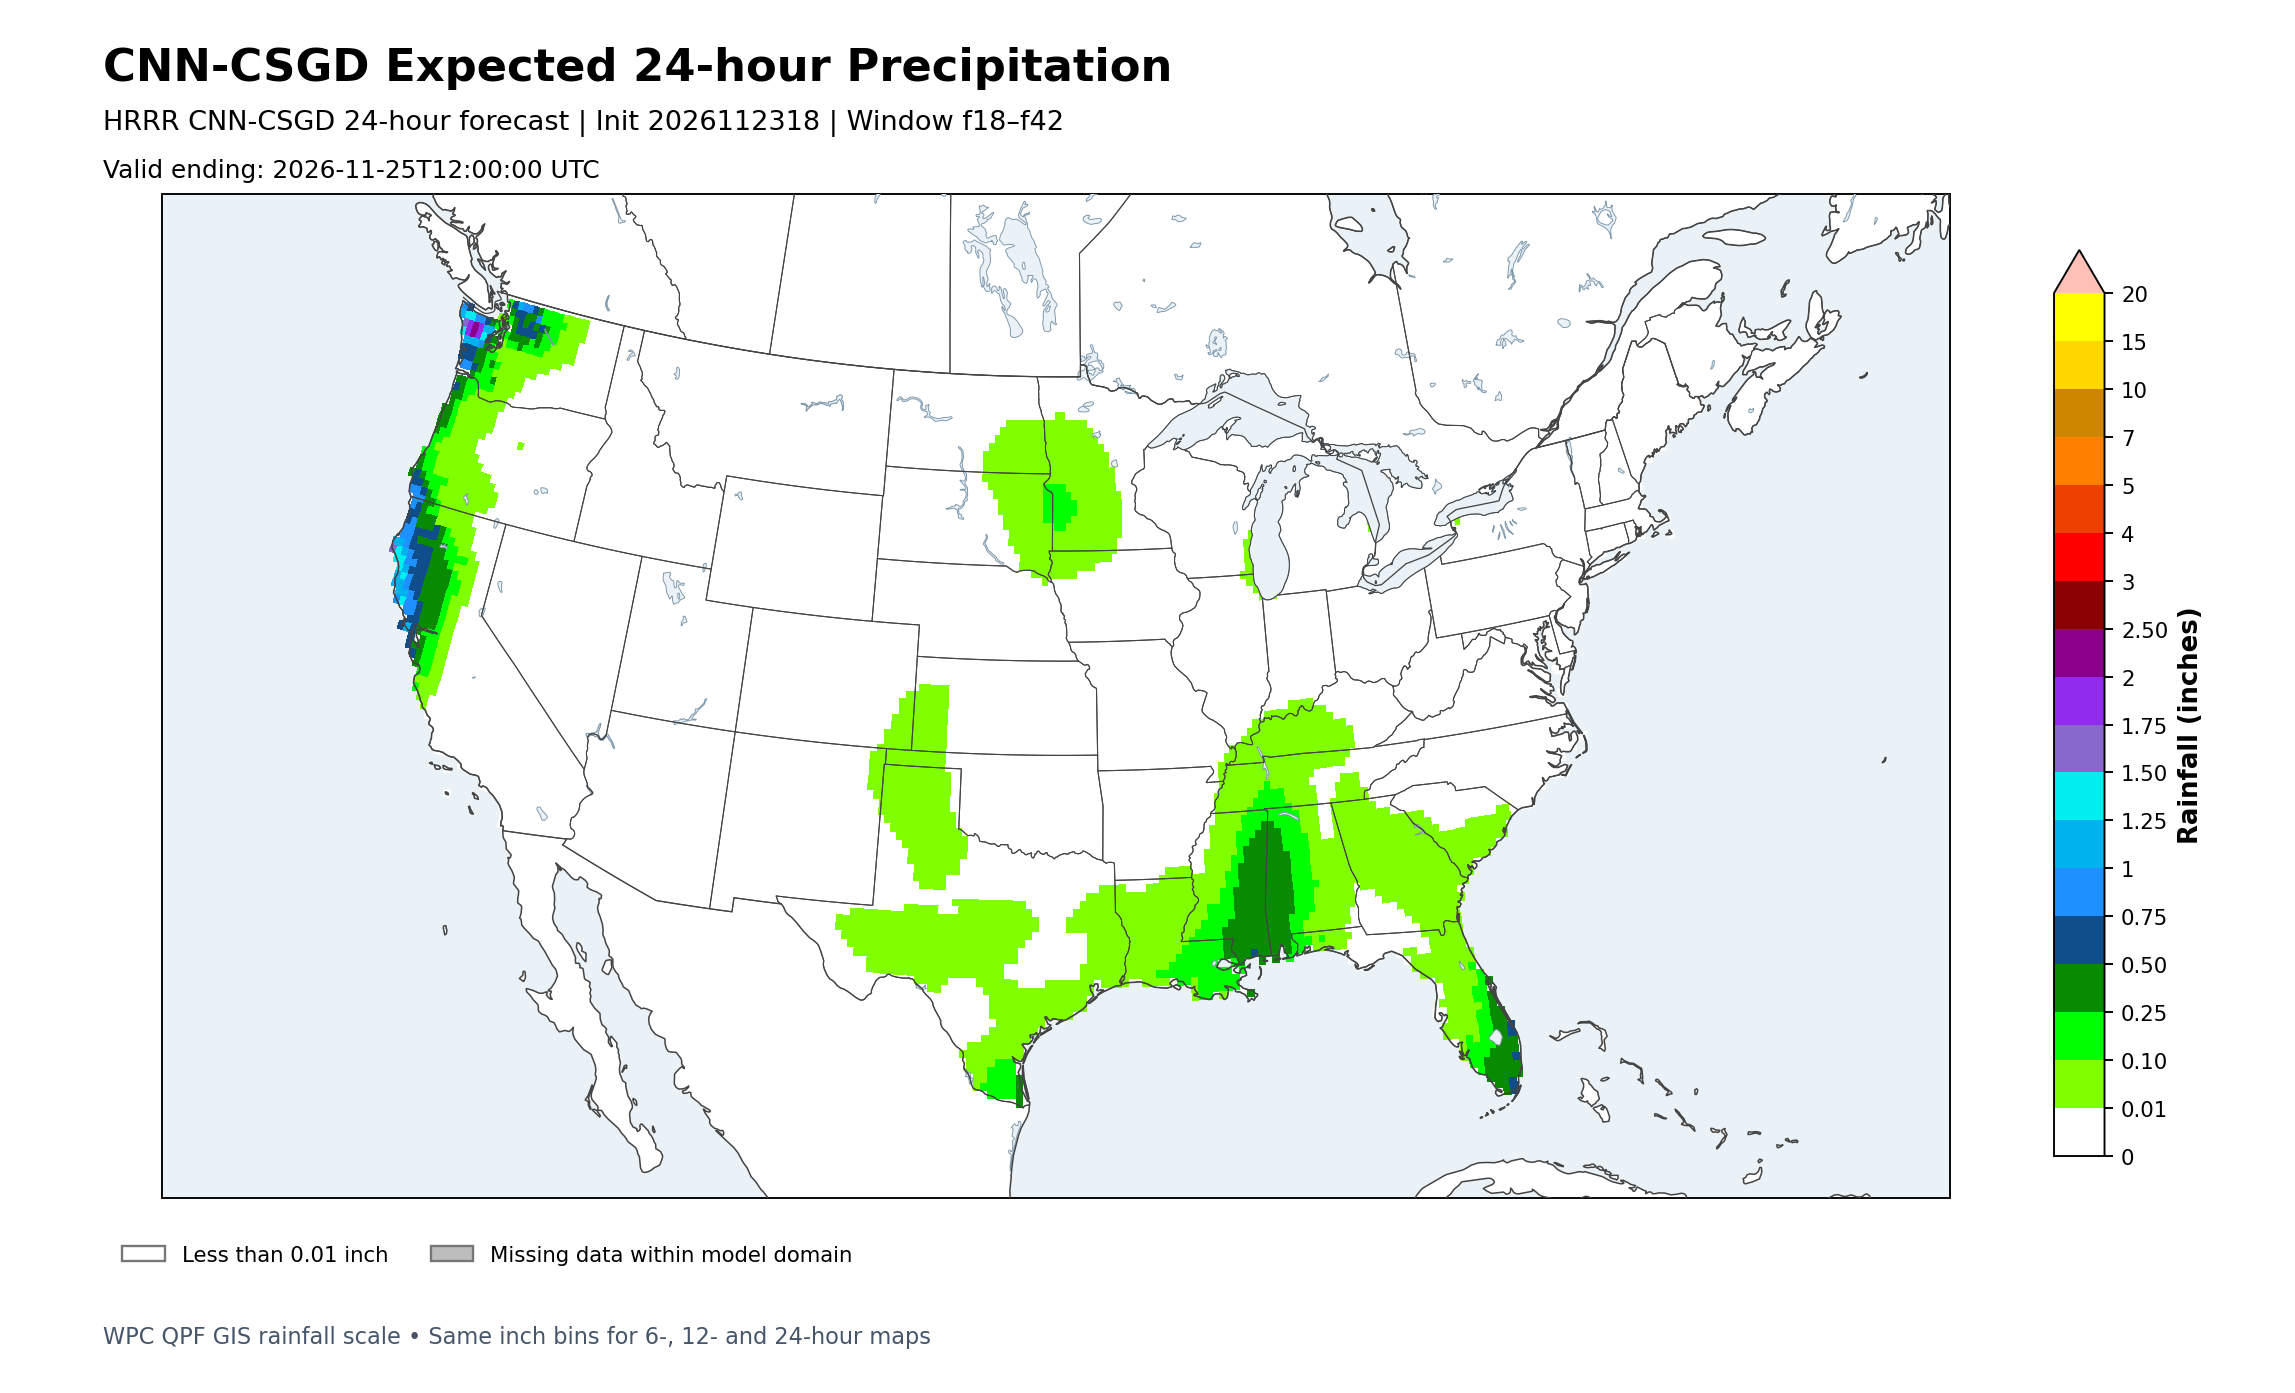 CNN-CSGD Expected 24-hour Precipitation
HRRR CNN-CSGD 24-hour forecast | Init 2026112318 | Window f18–f42
Valid ending: 2026-11-25T12:00:00 UTC
20
15
10
7
5
4
3
2.50
2
1.75
1.50
1.25
1
0.75
0.50
0.25
0.10
0.01
0
Rainfall (inches)
Less than 0.01 inch
Missing data within model domain
WPC QPF GIS rainfall scale • Same inch bins for 6-, 12- and 24-hour maps